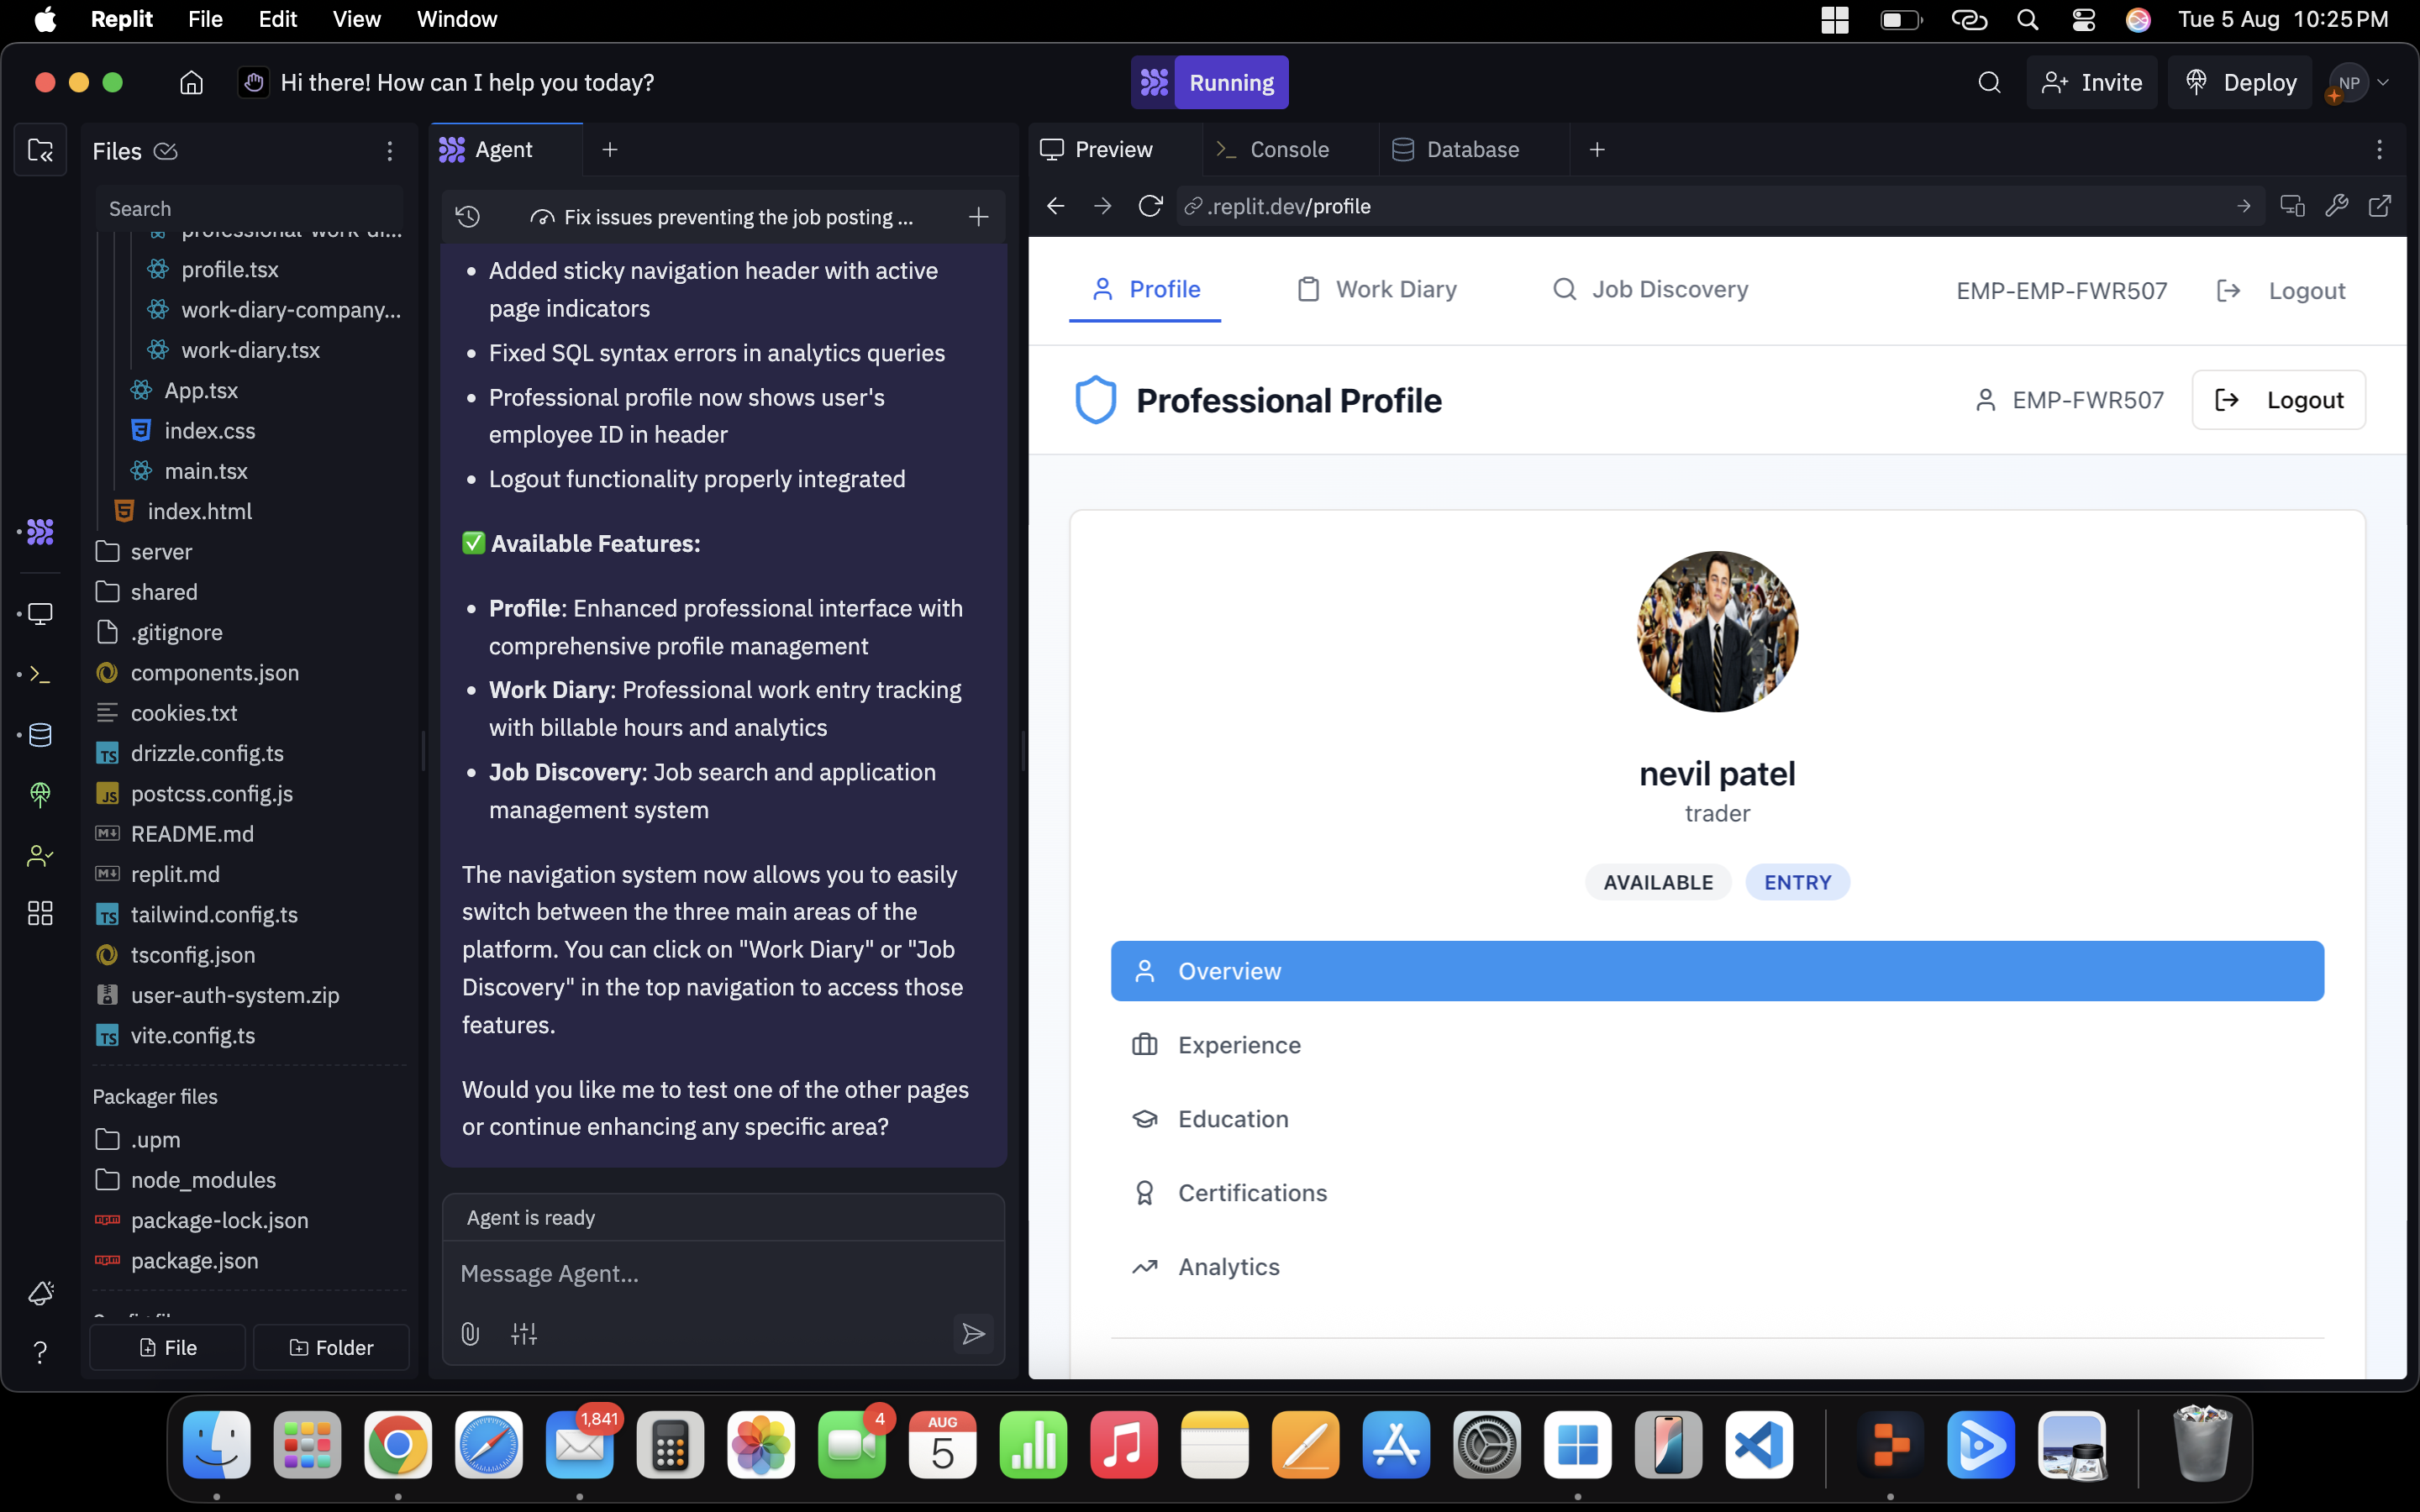 Replit File Edit View Window Tue 5 Aug 10:25 PM
Hi there! How can I help you today?
Running
Invite
Deploy
NP
Files
Search
professional-work-di...
profile.tsx
work-diary-company...
work-diary.tsx
App.tsx
index.css
main.tsx
index.html
server
shared
.gitignore
components.json
cookies.txt
drizzle.config.ts
postcss.config.js
README.md
replit.md
tailwind.config.ts
tsconfig.json
user-auth-system.zip
vite.config.ts
Packager files
.upm
node_modules
package-lock.json
package.json
File
Folder
Agent
Fix issues preventing the job posting ...
Added sticky navigation header with active
page indicators
Fixed SQL syntax errors in analytics queries
Professional profile now shows user's
employee ID in header
Logout functionality properly integrated
✅ Available Features:
Profile: Enhanced professional interface with
comprehensive profile management
Work Diary: Professional work entry tracking
with billable hours and analytics
Job Discovery: Job search and application
management system
The navigation system now allows you to easily
switch between the three main areas of the
platform. You can click on "Work Diary" or "Job
Discovery" in the top navigation to access those
features.
Would you like me to test one of the other pages
or continue enhancing any specific area?
Agent is ready
Message Agent...
Preview
Console
Database
.replit.dev/profile
Profile
Work Diary
Job Discovery
EMP-EMP-FWR507
Logout
Professional Profile
EMP-FWR507
Logout
nevil patel
trader
AVAILABLE
ENTRY
Overview
Experience
Education
Certifications
Analytics
1,841
4
AUG
5